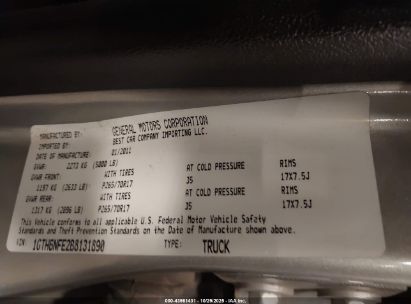 MANUFACTURED BY: GENERAL MOTORS CORPORATION
IMPORTED BY: BEST CAR COMPANY IMPORTING LLC.
DATE OF MANUFACTURE: 01/2011
GVWR: 2273 KG (5000 LB)
GVWR FRONT: WITH TIRES AT COLD PRESSURE RIMS
1197 KG (2633 LB) P265/70R17 35 17X7.5J
GVWR REAR: WITH TIRES AT COLD PRESSURE RIMS
1317 KG (2896 LB) P265/70R17 35 17X7.5J
This Vehicle conforms to all applicable U.S. Federal Motor Vehicle Safety
Standards and Theft Prevention Standards on the Date of Manufacture shown above.
VIN: 1GTH6NFE2B8131890 TYPE: TRUCK